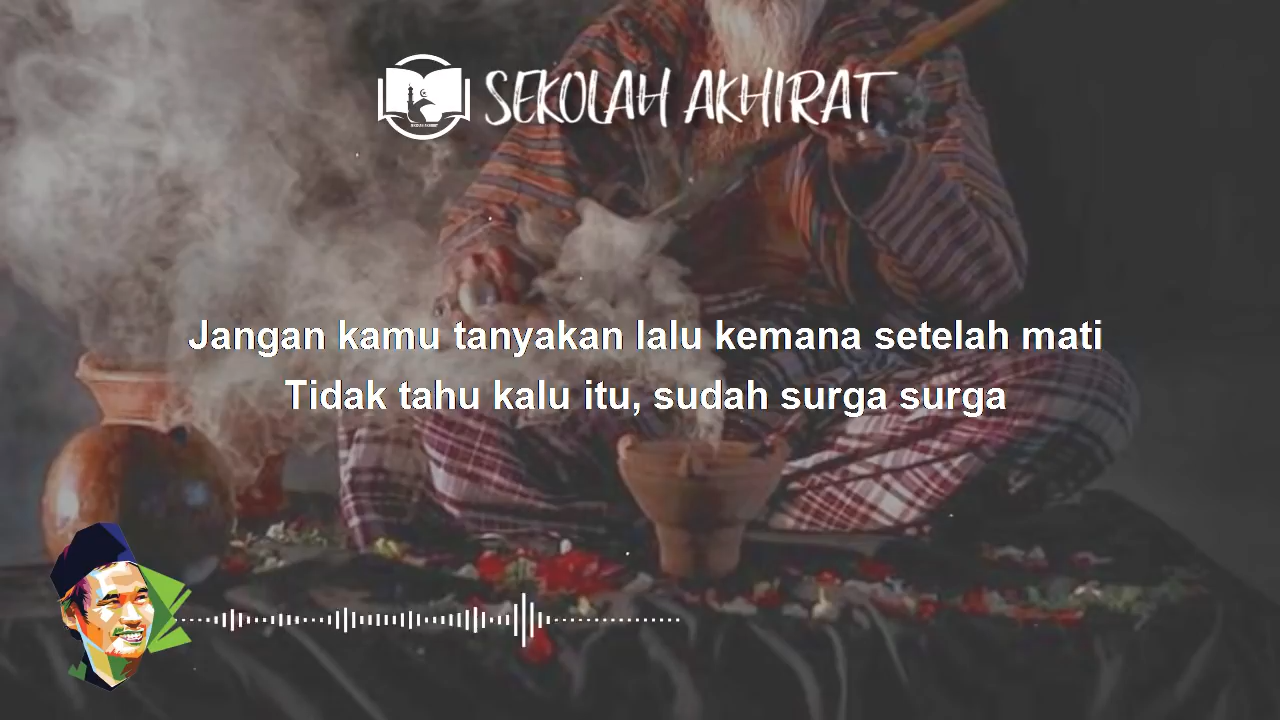 SEKOLAH AKHIRAT
Jangan kamu tanyakan lalu kemana setelah mati
Tidak tahu kalu itu, sudah surga surga